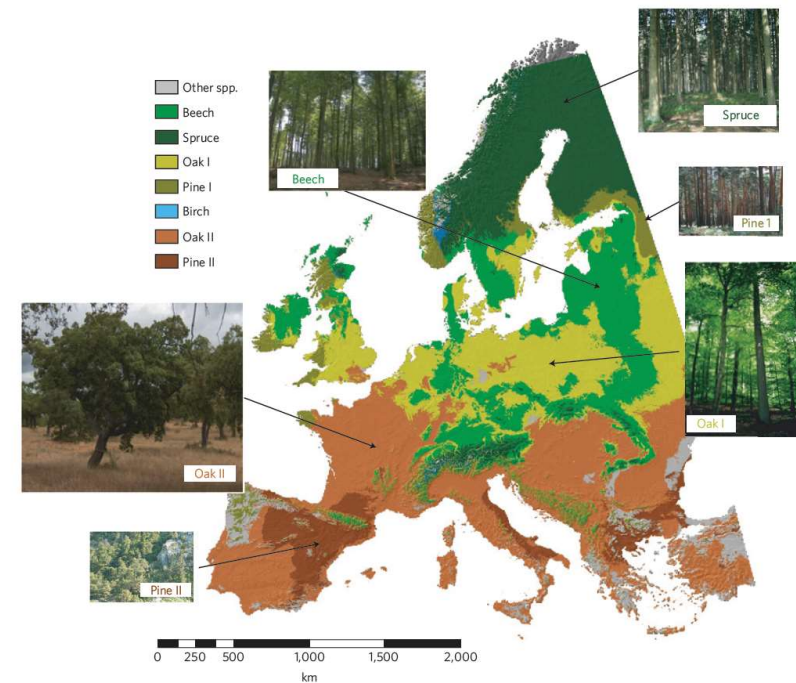 Other spp.
Beech
Spruce
Oak I
Pine I
Birch
Oak II
Pine II
Beech
Spruce
Pine 1
Oak I
Oak II
Pine II
0 250 500 1,000 1,500 2,000
km